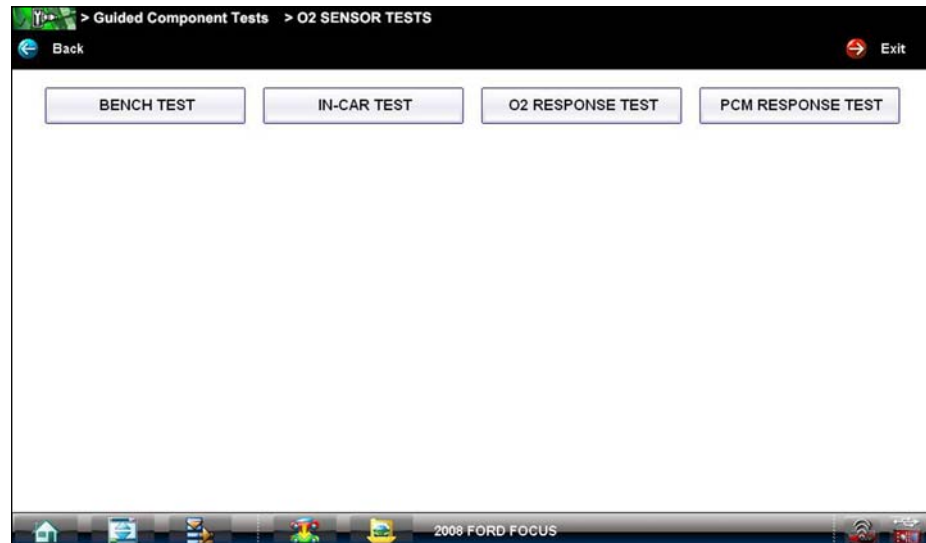 > Guided Component Tests > O2 SENSOR TESTS
Back Exit
BENCH TEST IN-CAR TEST O2 RESPONSE TEST PCM RESPONSE TEST
2008 FORD FOCUS